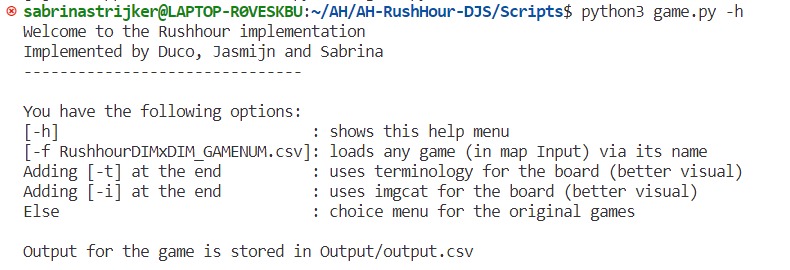 sabrinastrijker@LAPTOP-R0VESKBU:~/AH/AH-RushHour-DJS/Scripts$ python3 game.py -h
Welcome to the Rushhour implementation
Implemented by Duco, Jasmijn and Sabrina
-------------------------------
You have the following options:
[-h]                             : shows this help menu
[-f RushhourDIMxDIM_GAMENUM.csv]: loads any game (in map Input) via its name
Adding [-t] at the end           : uses terminology for the board (better visual)
Adding [-i] at the end           : uses imgcat for the board (better visual)
Else                             : choice menu for the original games
Output for the game is stored in Output/output.csv